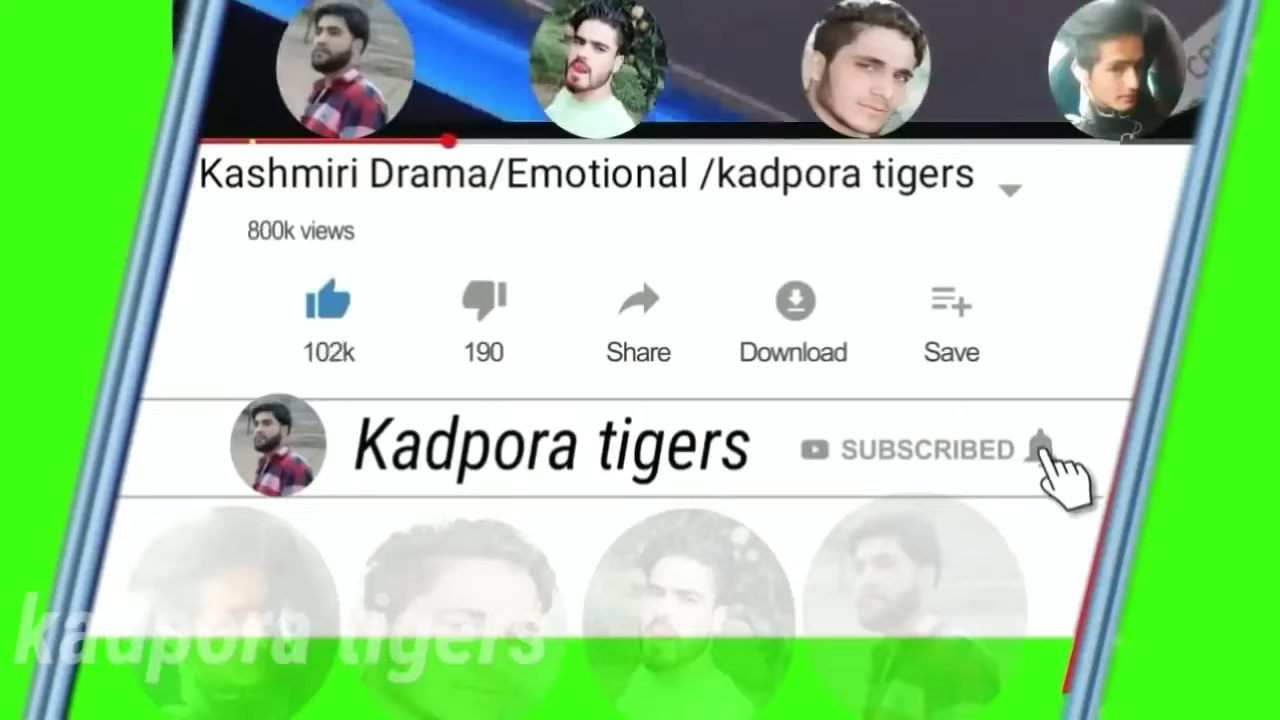 Kashmiri Drama/Emotional /kadpora tigers
800k views
102k
190
Share
Download
Save
Kadpora tigers
SUBSCRIBED
kadpora tigers